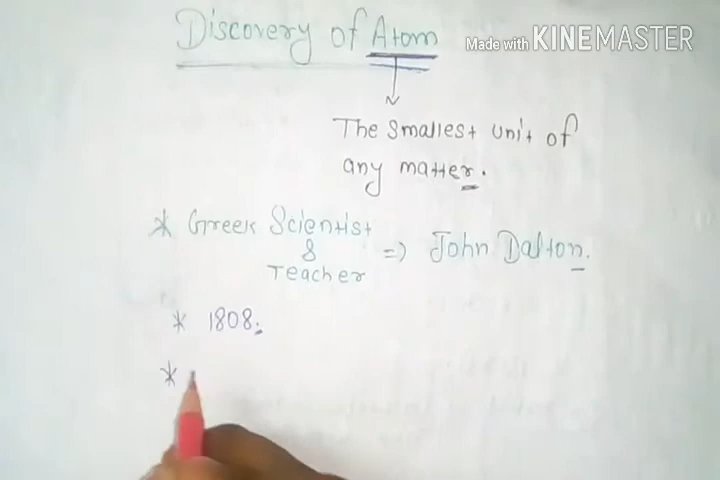 Discovery of Atom
Made with KINEMASTER
The Smallest unit of
any matter.
* Greek Scientist
&
Teacher
=> John Dalton.
* 1808.
*